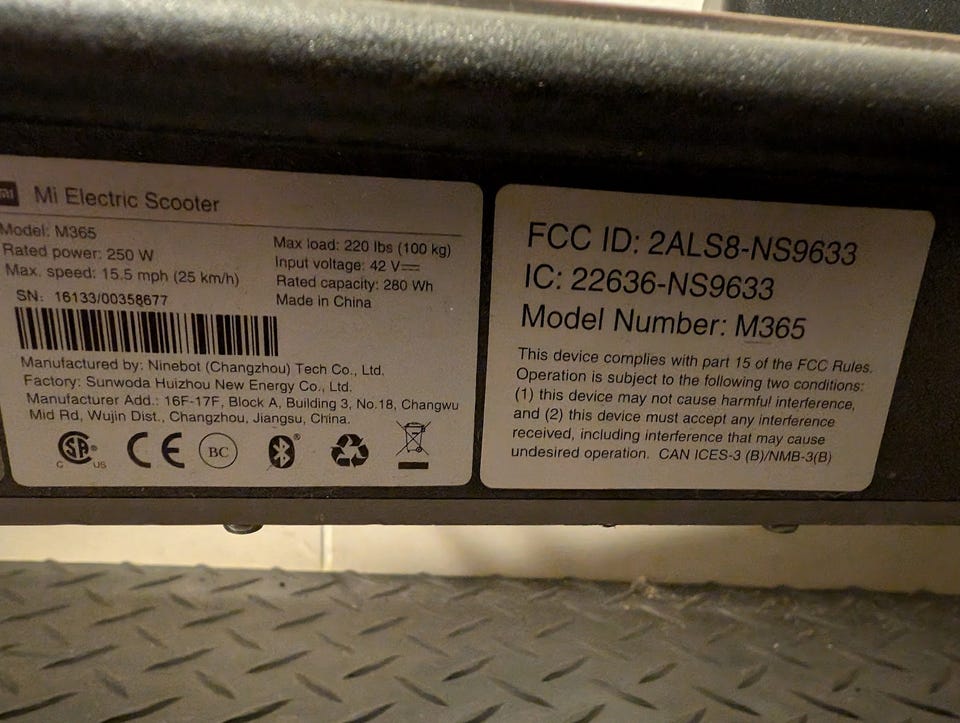 MI Mi Electric Scooter
Model: M365
Rated power: 250 W
Max. speed: 15.5 mph (25 km/h)
Max load: 220 lbs (100 kg)
Input voltage: 42 V⎓
Rated capacity: 280 Wh
Made in China
SN: 16133/00358677
Manufactured by: Ninebot (Changzhou) Tech Co., Ltd.
Factory: Sunwoda Huizhou New Energy Co., Ltd.
Manufacturer Add.: 16F-17F, Block A, Building 3, No.18, Changwu
Mid Rd, Wujin Dist., Changzhou, Jiangsu, China.
C SA ® US CE BC ®
FCC ID: 2ALS8-NS9633
IC: 22636-NS9633
Model Number: M365
This device complies with part 15 of the FCC Rules.
Operation is subject to the following two conditions:
(1) this device may not cause harmful interference,
and (2) this device must accept any interference
received, including interference that may cause
undesired operation. CAN ICES-3 (B)/NMB-3(B)